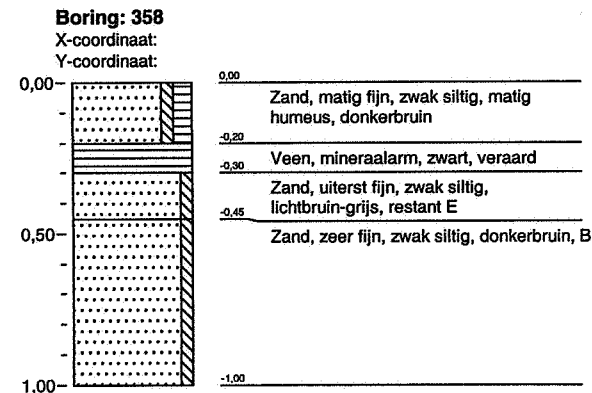 Boring: 358
X-coordinaat:
Y-coordinaat:
0,00
0,00
Zand, matig fijn, zwak siltig, matig
humeus, donkerbruin
-0,20
Veen, mineraalarm, zwart, veraard
-0,30
Zand, uiterst fijn, zwak siltig,
lichtbruin-grijs, restant E
-0,45
0,50
Zand, zeer fijn, zwak siltig, donkerbruin, B
1,00
-1,00